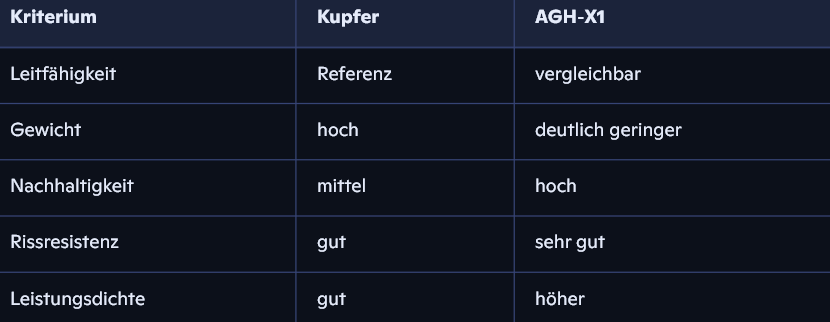 Kriterium Kupfer AGH-X1
Leitfähigkeit Referenz vergleichbar
Gewicht hoch deutlich geringer
Nachhaltigkeit mittel hoch
Rissresistenz gut sehr gut
Leistungsdichte gut höher